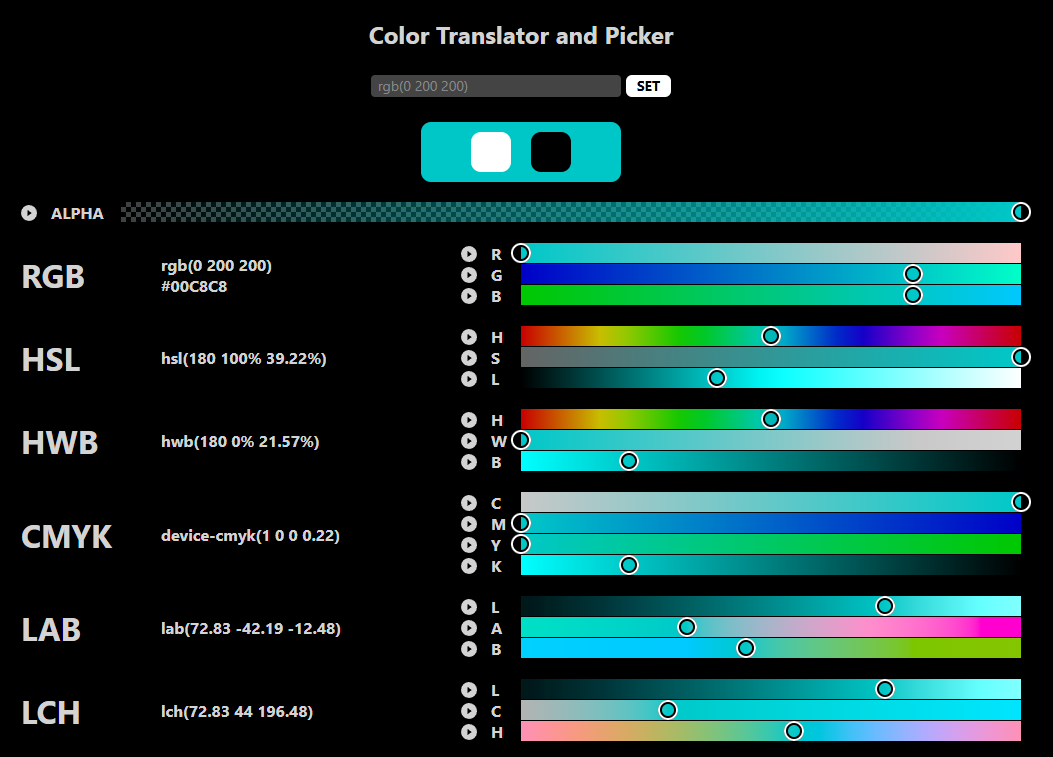 Color Translator and Picker
rgb(0 200 200) SET
ALPHA
RGB
rgb(0 200 200)
#00C8C8
R
G
B
HSL
hsl(180 100% 39.22%)
H
S
L
HWB
hwb(180 0% 21.57%)
H
W
B
CMYK
device-cmyk(1 0 0 0.22)
C
M
Y
K
LAB
lab(72.83 -42.19 -12.48)
L
A
B
LCH
lch(72.83 44 196.48)
L
C
H